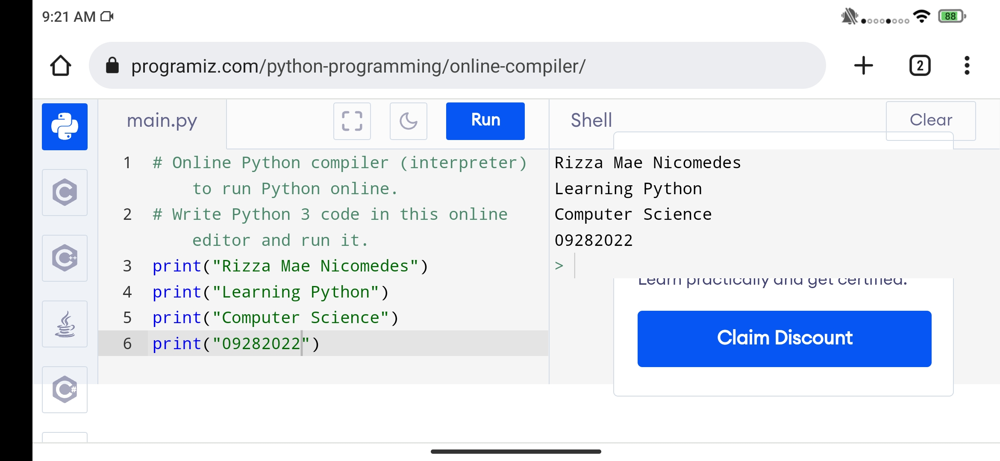 9:21 AM
88
programiz.com/python-programming/online-compiler/
2
main.py
Run
Shell
Clear
1 # Online Python compiler (interpreter)
to run Python online.
2 # Write Python 3 code in this online
editor and run it.
3 print("Rizza Mae Nicomedes")
4 print("Learning Python")
5 print("Computer Science")
6 print("09282022")
Rizza Mae Nicomedes
Learning Python
Computer Science
09282022
>
Learn practically and get certified.
Claim Discount
C
C++
C#